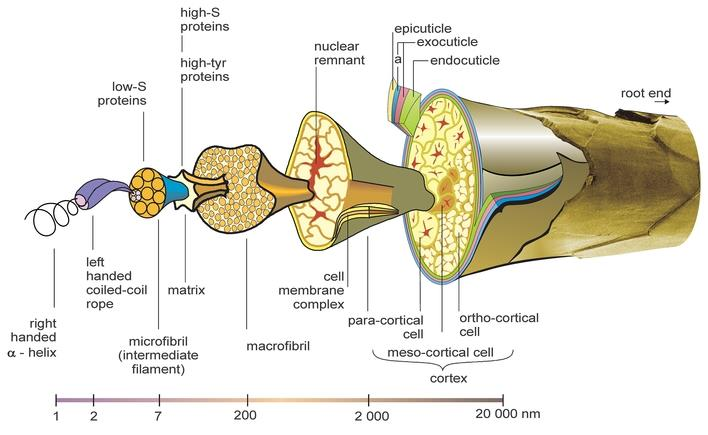 high-S
proteins
high-tyr
proteins
low-S
proteins
nuclear
remnant
epicuticle
a
exocuticle
endocuticle
root end
right
handed
α - helix
left
handed
coiled-coil
rope
microfibril
(intermediate
filament)
matrix
macrofibril
cell
membrane
complex
para-cortical
cell
ortho-cortical
cell
meso-cortical cell
cortex
1
2
7
200
2 000
20 000 nm